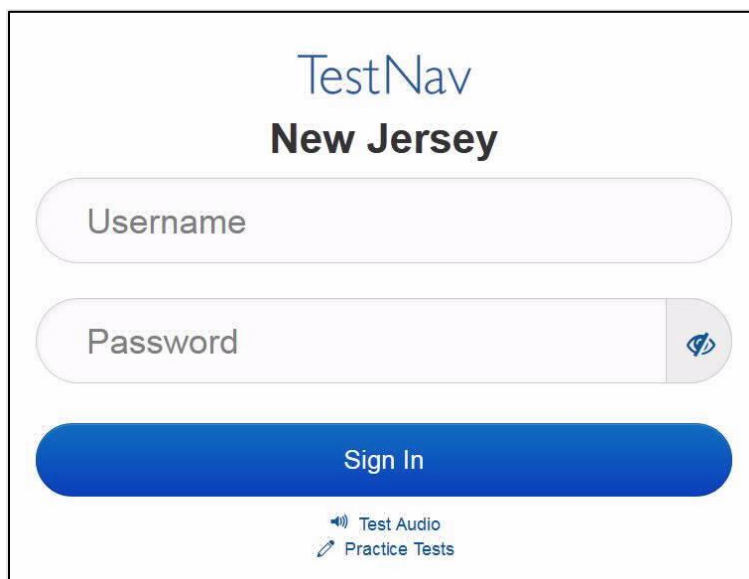 TestNav
New Jersey
Username
Password
Sign In
Test Audio
Practice Tests